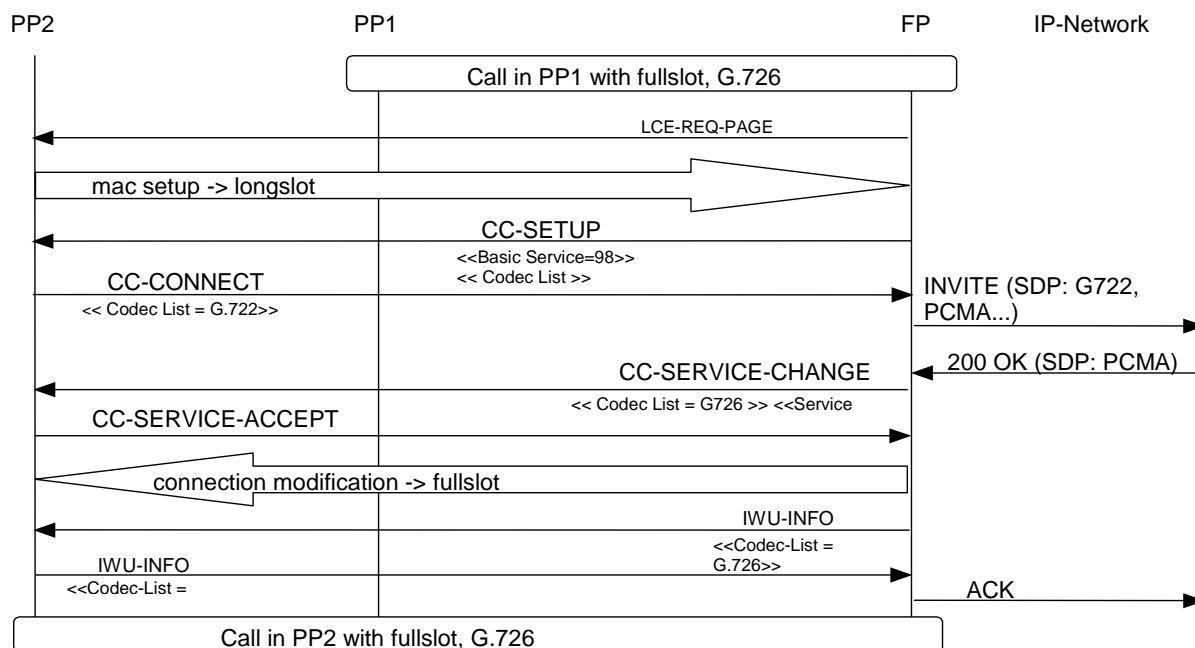 PP2 PP1 FP IP-Network
Call in PP1 with fullslot, G.726
LCE-REQ-PAGE
mac setup -> longslot
CC-SETUP
<<Basic Service=98>>
<< Codec List >>
CC-CONNECT
<< Codec List = G.722>>
INVITE (SDP: G722,
PCMA...)
200 OK (SDP: PCMA)
CC-SERVICE-CHANGE
<< Codec List = G726 >> <<Service
CC-SERVICE-ACCEPT
connection modification -> fullslot
IWU-INFO
<<Codec-List =
G.726>>
IWU-INFO
<<Codec-List =
ACK
Call in PP2 with fullslot, G.726